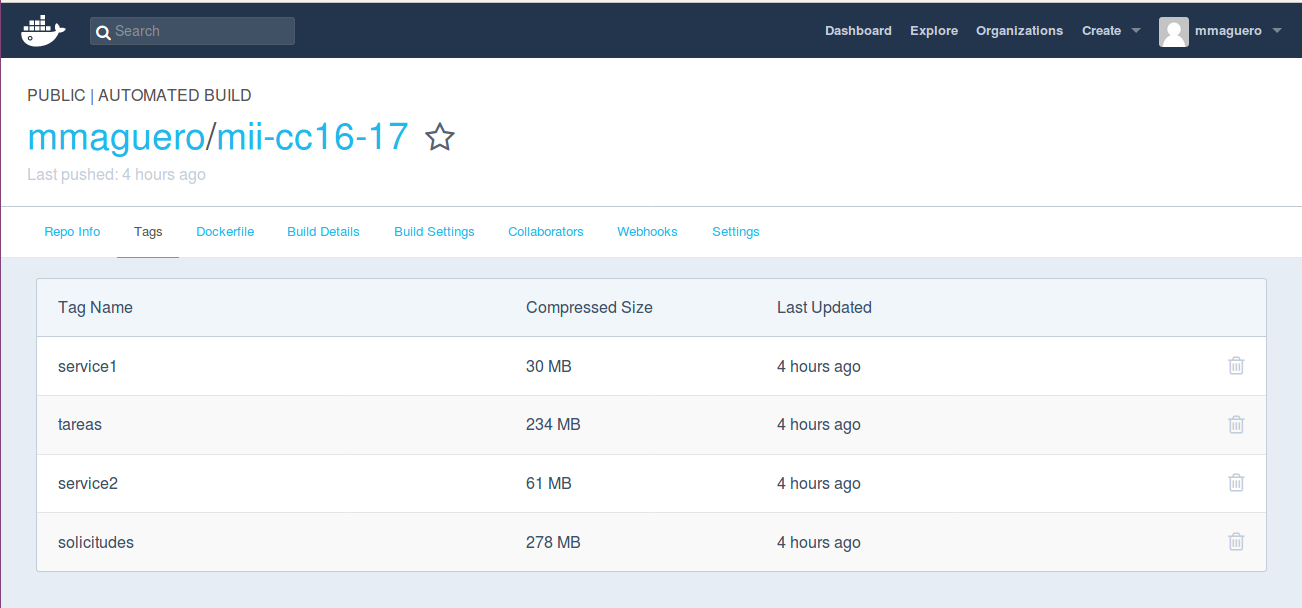 Search Dashboard Explore Organizations Create mmaguero
PUBLIC | AUTOMATED BUILD
mmaguero/mii-cc16-17
Last pushed: 4 hours ago
Repo Info Tags Dockerfile Build Details Build Settings Collaborators Webhooks Settings
Tag Name Compressed Size Last Updated
service1 30 MB 4 hours ago
tareas 234 MB 4 hours ago
service2 61 MB 4 hours ago
solicitudes 278 MB 4 hours ago